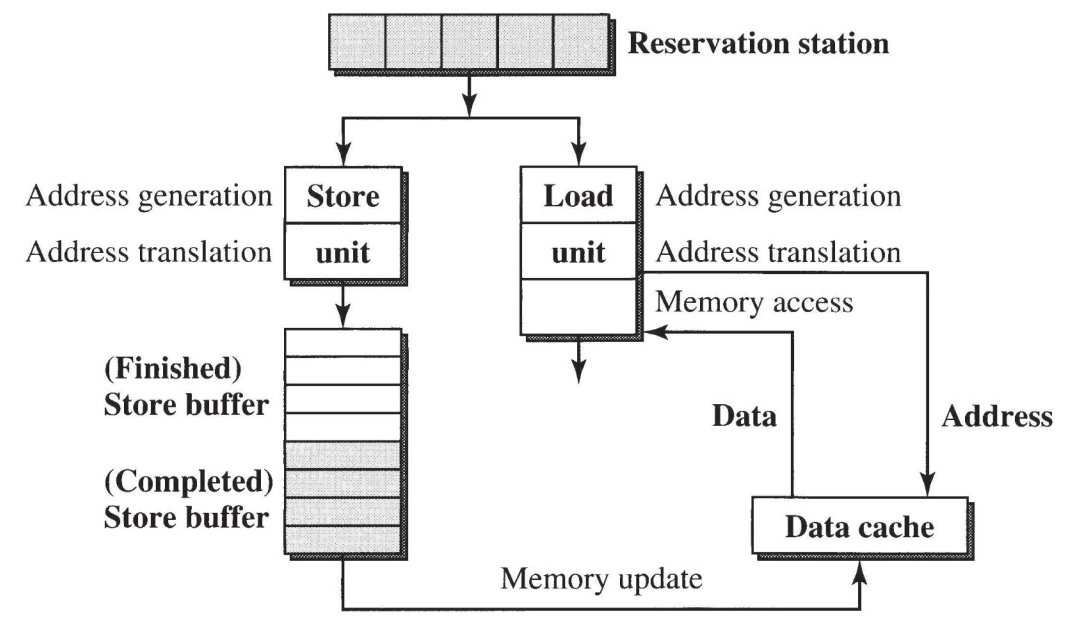 Reservation station
Address generation
Store
Load
Address generation
Address translation
unit
unit
Address translation
Memory access
(Finished)
Store buffer
Data
Address
(Completed)
Store buffer
Data cache
Memory update